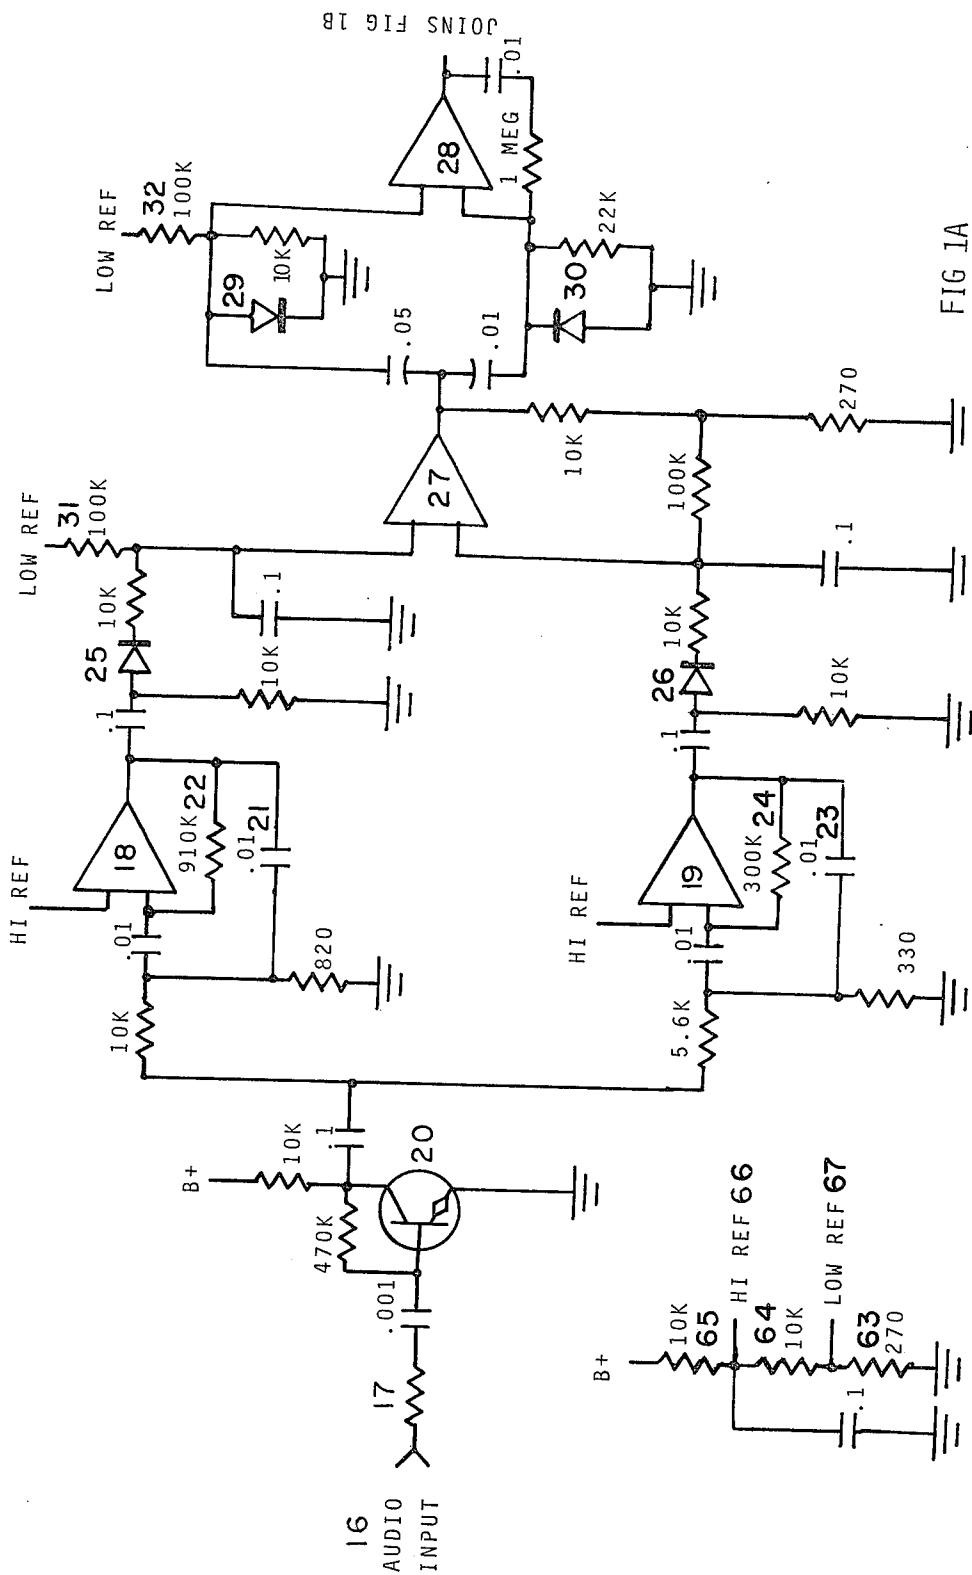 16
AUDIO
INPUT
17
.001
470K
B+
10K
20
.1
10K
.01
820
HI REF
18
910K
22
.01
21
.1
25
10K
10K
LOW REF
31
100K
.1
5.6K
.01
330
HI REF
19
300K
24
.01
23
.1
26
10K
10K
.1
100K
27
10K
270
.05
.01
LOW REF
32
100K
29
10K
30
22K
28
1 MEG
.01
JOINS FIG 1B
B+
10K
65
HI REF 66
64
10K
LOW REF 67
63
270
.1
FIG 1A